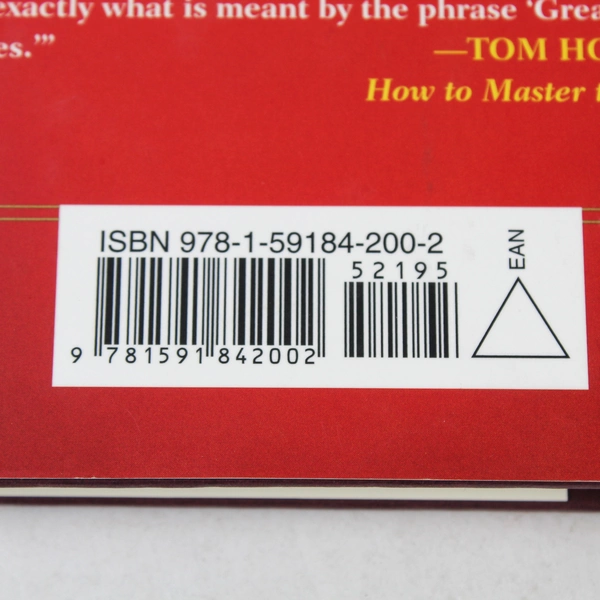 exactly what is meant by the phrase ‘Grea
es.’”
—TOM HO
How to Master t
ISBN 978-1-59184-200-2
52195
EAN
9 781591 842002